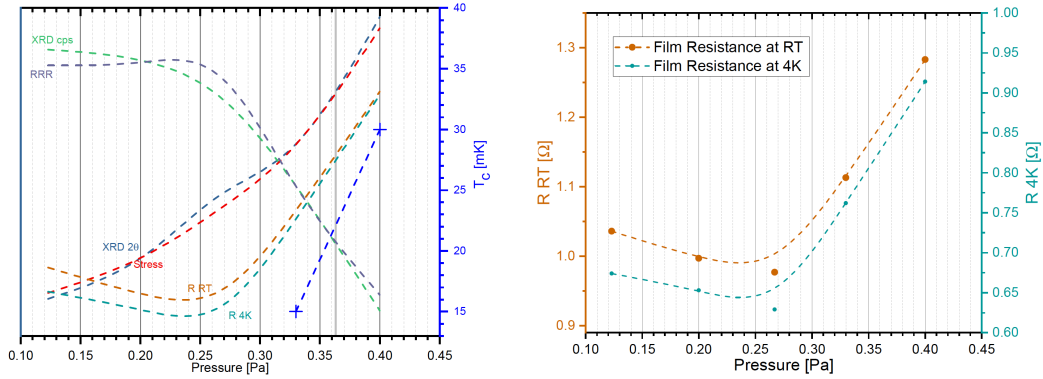 XRD cps
RRR
XRD 2θ
Stress
R RT
R 4K
40
35
30
25
20
15
T_C [mK]
0.10 0.15 0.20 0.25 0.30 0.35 0.40 0.45
Pressure [Pa]
1.3
1.2
1.1
1.0
0.9
R RT [Ω]
Film Resistance at RT
Film Resistance at 4K
1.00
0.95
0.90
0.85
0.80
0.75
0.70
0.65
0.60
R 4K [Ω]
0.10 0.15 0.20 0.25 0.30 0.35 0.40 0.45
Pressure [Pa]